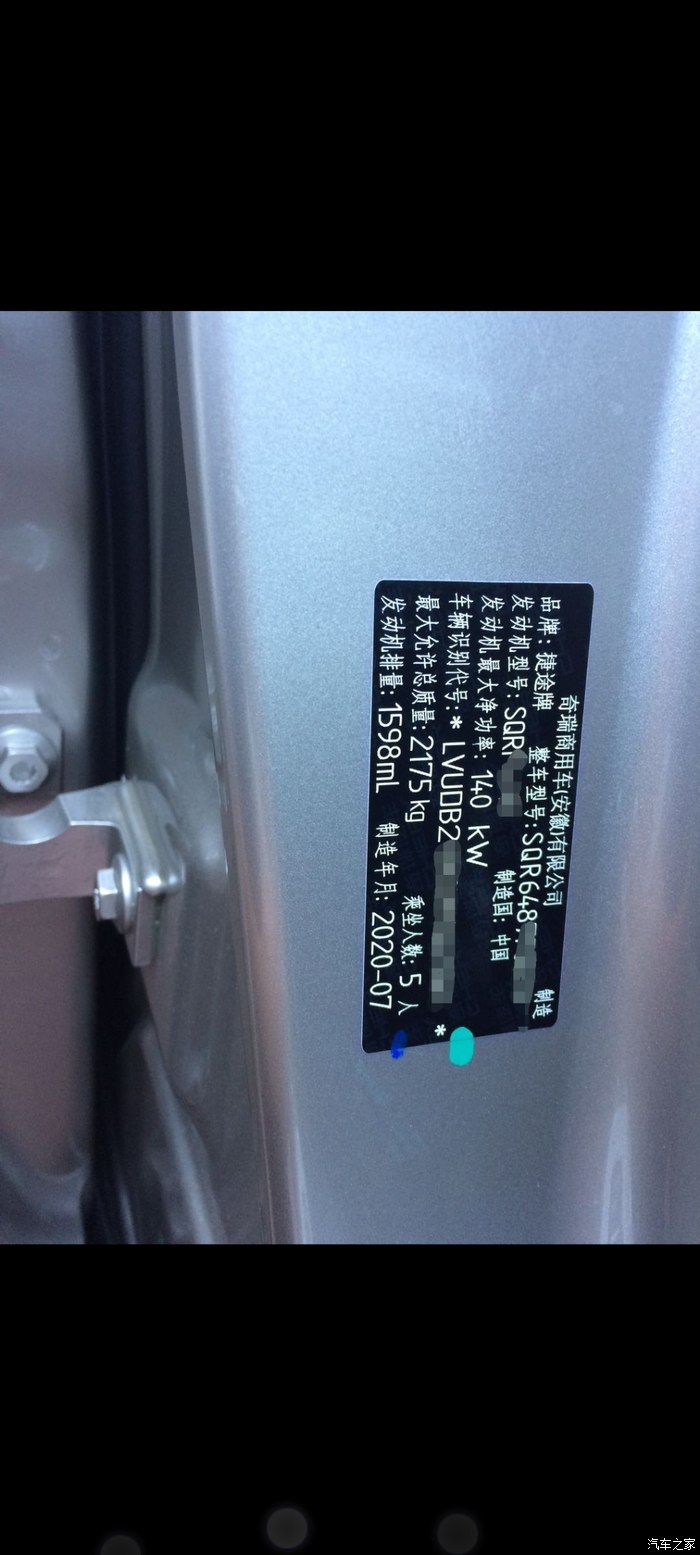 奇瑞商用车(安徽)有限公司 制造
品牌: 捷途牌 整车型号: SQR6487
发动机型号: SQR
发动机最大净功率: 140 kW 制造国: 中国
车辆识别代号: * LVUDB2 *
最大允许总质量: 2175 kg 乘坐人数: 5 人
发动机排量: 1598mL 制造年月: 2020-07
汽车之家